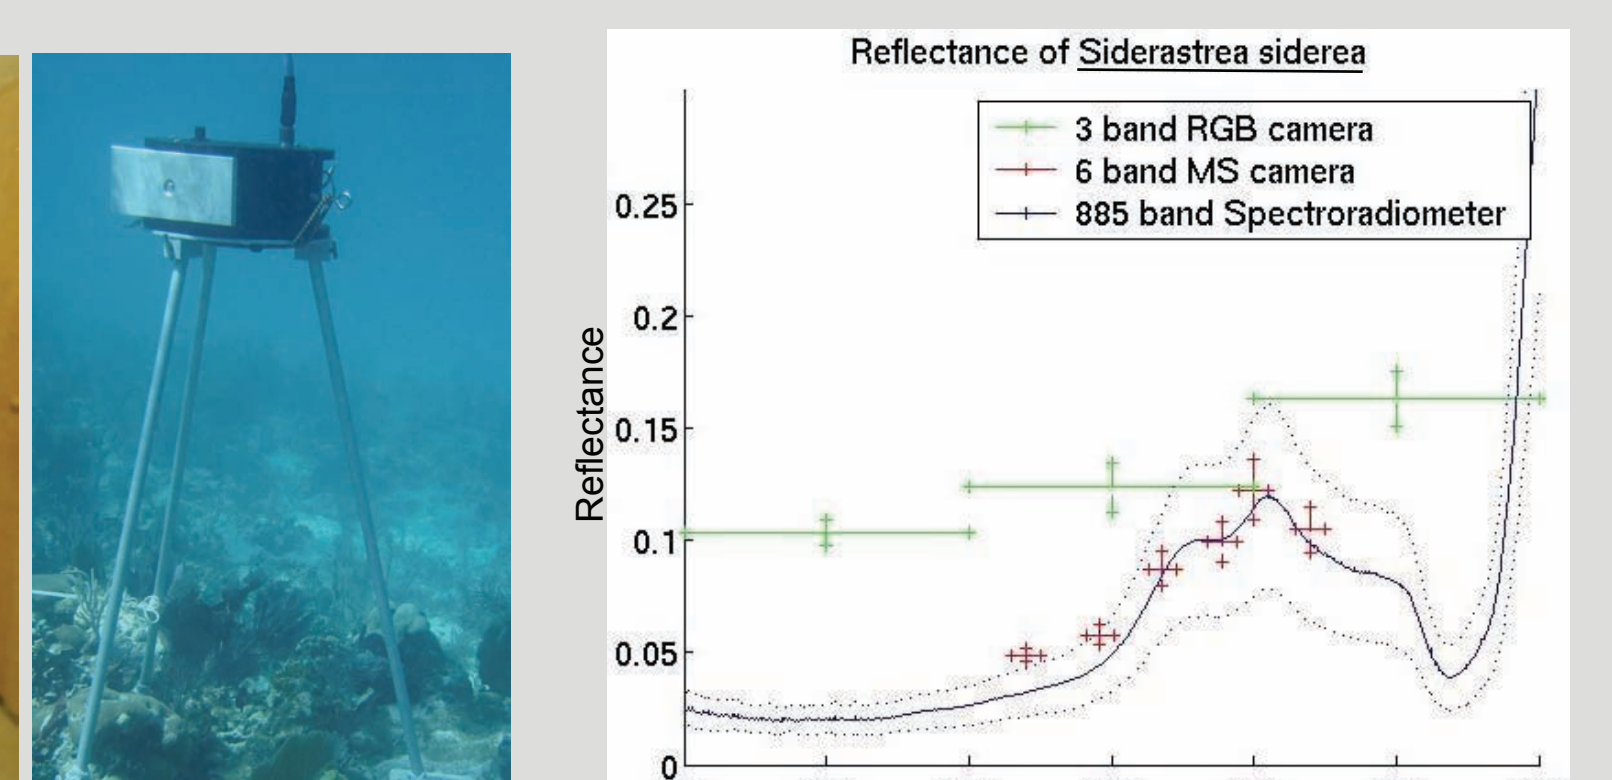 Reflectance of Siderastrea siderea
3 band RGB camera
6 band MS camera
885 band Spectroradiometer
Reflectance
0.25
0.2
0.15
0.1
0.05
0